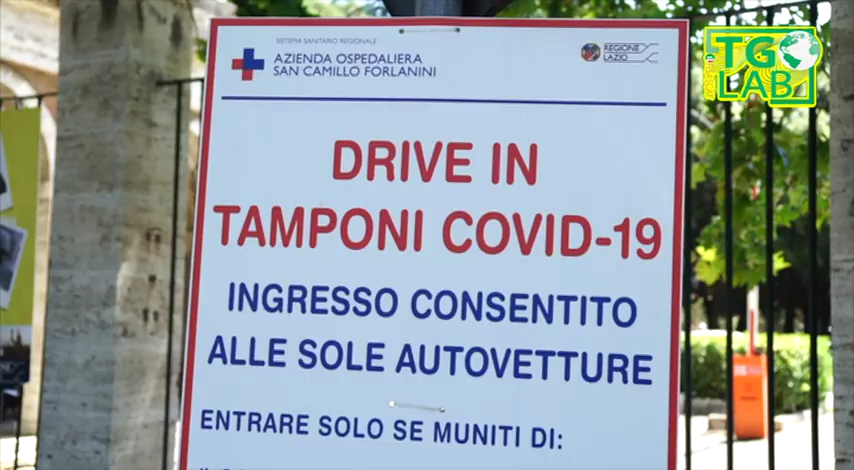 SISTEMA SANITARIO REGIONALE
AZIENDA OSPEDALIERA
SAN CAMILLO FORLANINI
REGIONE
LAZIO
TG
LAB
DRIVE IN
TAMPONI COVID-19
INGRESSO CONSENTITO
ALLE SOLE AUTOVETTURE
ENTRARE SOLO SE MUNITI DI: